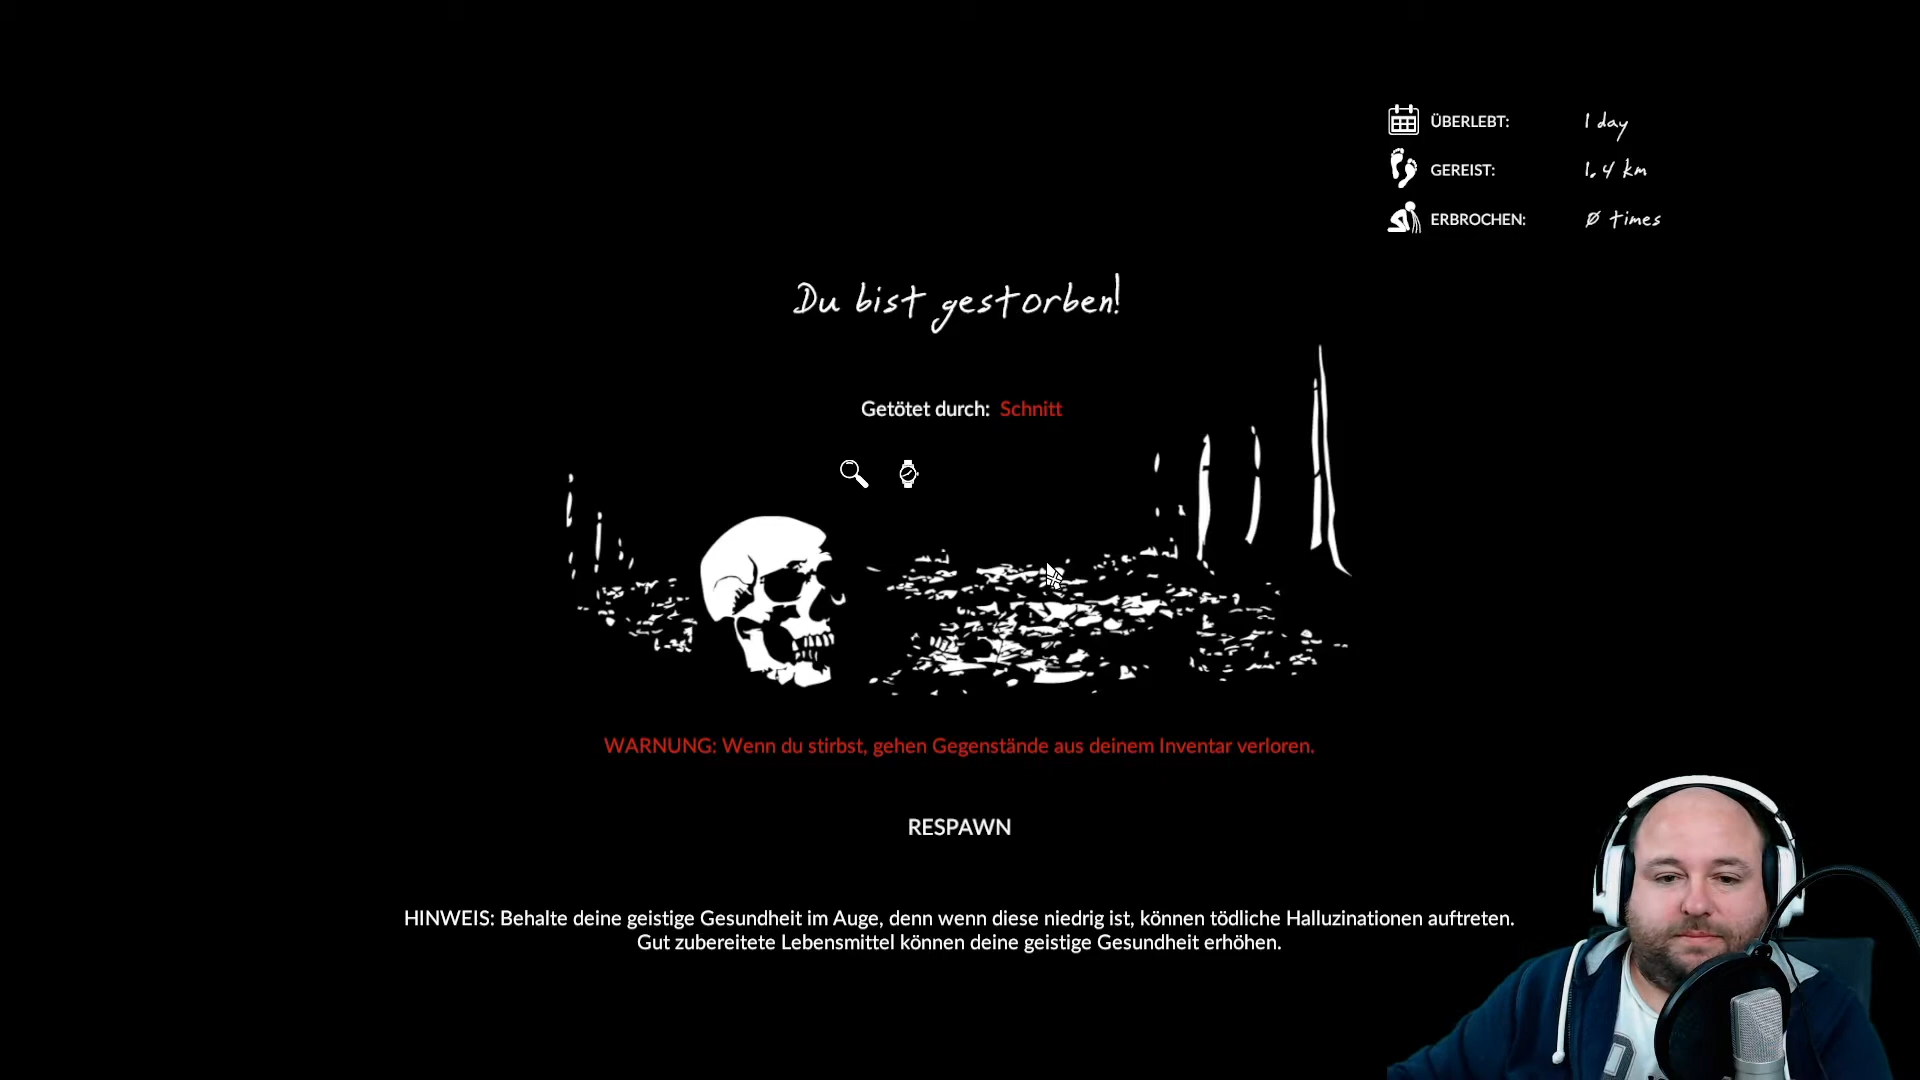 ÜBERLEBT: 1 day
GEREIST: 1.4 km
ERBROCHEN: 0 times
Du bist gestorben!
Getötet durch: Schnitt
WARNUNG: Wenn du stirbst, gehen Gegenstände aus deinem Inventar verloren.
RESPAWN
HINWEIS: Behalte deine geistige Gesundheit im Auge, denn wenn diese niedrig ist, können tödliche Halluzinationen auftreten.
Gut zubereitete Lebensmittel können deine geistige Gesundheit erhöhen.